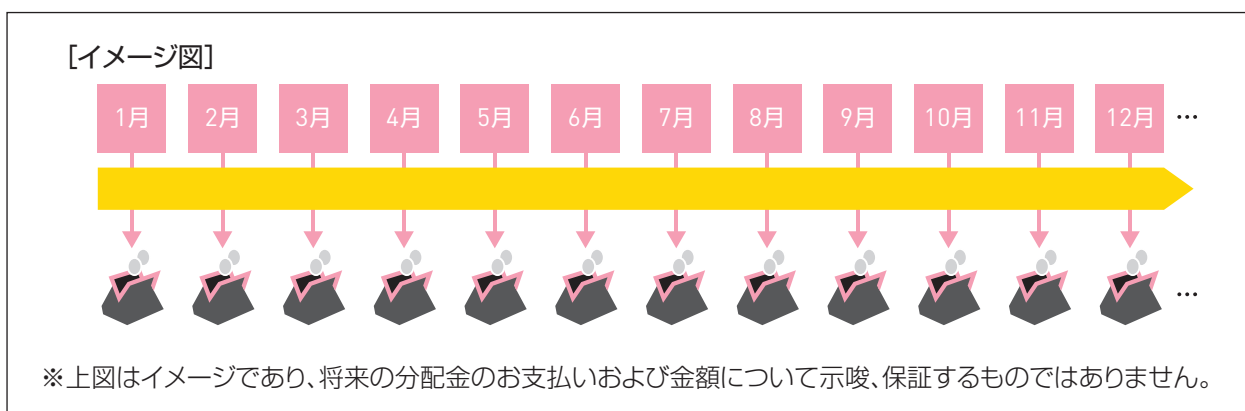 [イメージ図]
1月 2月 3月 4月 5月 6月 7月 8月 9月 10月 11月 12月 …
…
※上図はイメージであり、将来の分配金のお支払いおよび金額について示唆、保証するものではありません。